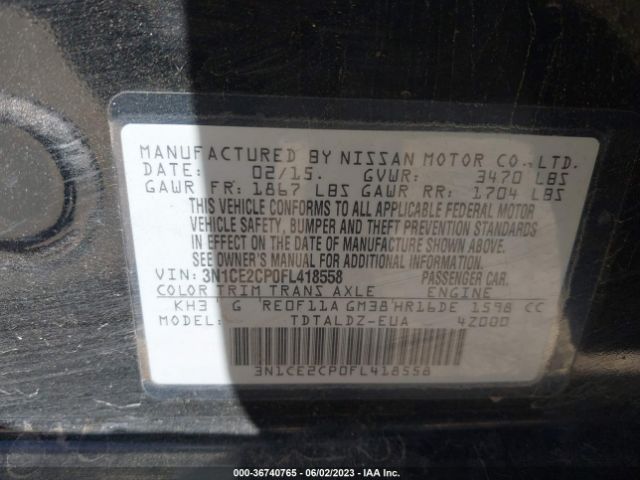 MANUFACTURED BY NISSAN MOTOR CO., LTD.
DATE: 02/15. GVWR: 3470 LBS
GAWR FR: 1867 LBS GAWR RR: 1704 LBS
THIS VEHICLE CONFORMS TO ALL APPLICABLE FEDERAL MOTOR
VEHICLE SAFETY, BUMPER AND THEFT PREVENTION STANDARDS
IN EFFECT ON THE DATE OF MANUFACTURE SHOWN ABOVE.
SEE OWNER'S MANUAL FOR ADDITIONAL INFORMATION.
VIN: 3N1CE2CP0FL418558 PASSENGER CAR.
COLOR TRIM TRANS AXLE ENGINE
KH3 G RE0F11A GM38 HR16DE 1598 CC
MODEL: TDTALDZ-EUA 4Z000
3N1CE2CP0FL418558
000-36740765 | 06/02/2023 | IAA Inc.